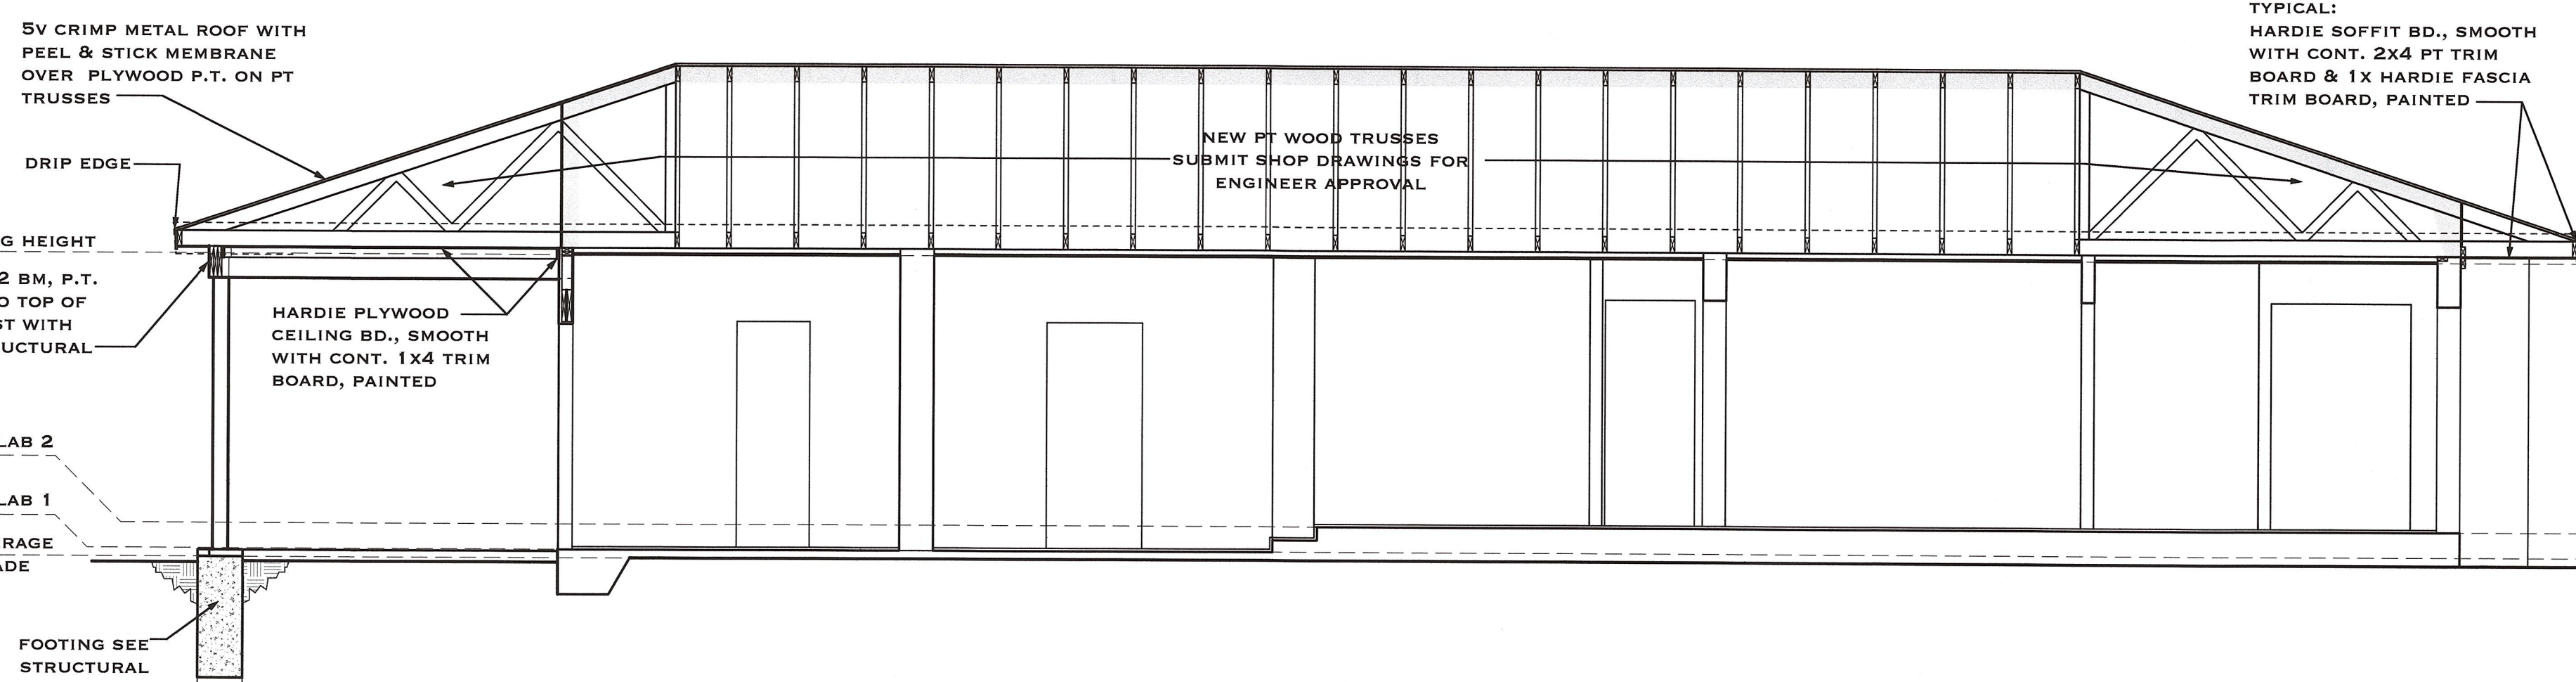 5V CRIMP METAL ROOF WITH
PEEL & STICK MEMBRANE
OVER PLYWOOD P.T. ON PT
TRUSSES
DRIP EDGE
G HEIGHT
2 BM, P.T.
O TOP OF
ST WITH
UCTURAL
HARDIE PLYWOOD
CEILING BD., SMOOTH
WITH CONT. 1X4 TRIM
BOARD, PAINTED
LAB 2
LAB 1
RAGE
ADE
FOOTING SEE
STRUCTURAL
NEW PT WOOD TRUSSES
SUBMIT SHOP DRAWINGS FOR
ENGINEER APPROVAL
TYPICAL:
HARDIE SOFFIT BD., SMOOTH
WITH CONT. 2X4 PT TRIM
BOARD & 1X HARDIE FASCIA
TRIM BOARD, PAINTED